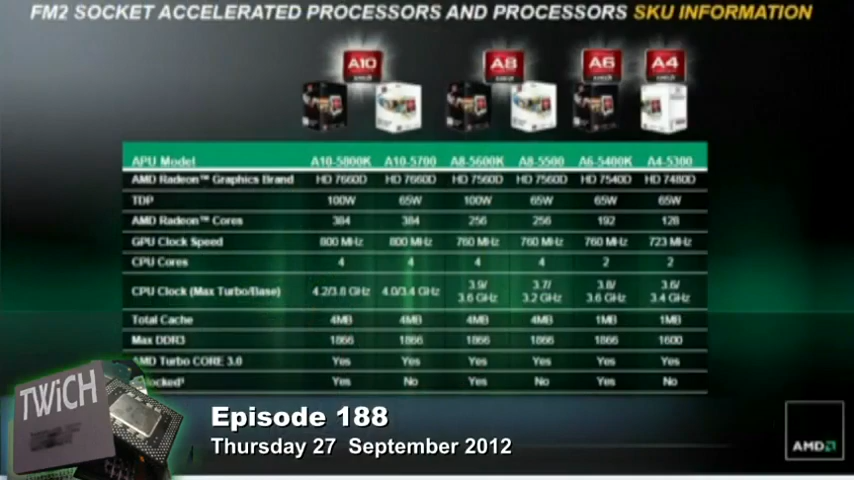 FM2 SOCKET ACCELERATED PROCESSORS AND PROCESSORS SKU INFORMATION
A10 A8 A6 A4
APU Model A10-5800K A10-5700 A8-5600K A8-5500 A6-5400K A4-5300
AMD Radeon™ Graphics Brand HD 7660D HD 7660D HD 7560D HD 7560D HD 7540D HD 7480D
TDP 100W 65W 100W 65W 65W 65W
AMD Radeon™ Cores 384 384 256 256 192 128
GPU Clock Speed 800 MHz 800 MHz 760 MHz 760 MHz 760 MHz 723 MHz
CPU Cores 4 4 4 4 2 2
CPU Clock (Max Turbo/Base) 4.2/3.8 GHz 4.0/3.4 GHz 3.9/ 3.7/ 3.8/ 3.6/
3.6 GHz 3.2 GHz 3.6 GHz 3.4 GHz
Total Cache 4MB 4MB 4MB 4MB 1MB 1MB
Max DDR3 1866 1866 1866 1866 1866 1600
AMD Turbo CORE 3.0 Yes Yes Yes Yes Yes Yes
locked¹ Yes No Yes No Yes No
TWiCH
Episode 188
Thursday 27 September 2012
AMD